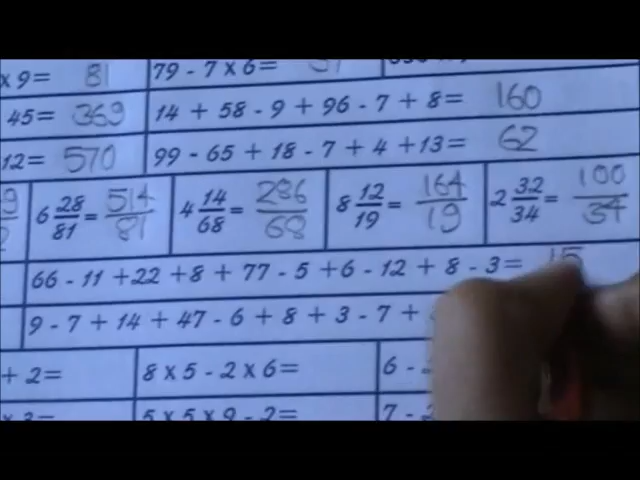 x 9= 81 79 - 7 x 6=
45= 369 14 + 58 - 9 + 96 - 7 + 8= 160
12= 570 99 - 65 + 18 - 7 + 4 +13= 62
6 28/81 = 514/81 4 14/68 = 286/68 8 12/19 = 164/19 2 32/34 = 100/34
66 - 11 +22 +8 + 77 - 5 +6 - 12 + 8 - 3= 15
9 - 7 + 14 + 47 - 6 + 8 + 3 - 7 +
+ 2= 8 x 5 - 2 x 6= 6 -
x 3= 5 x 5 x 9 - 2= 7 -